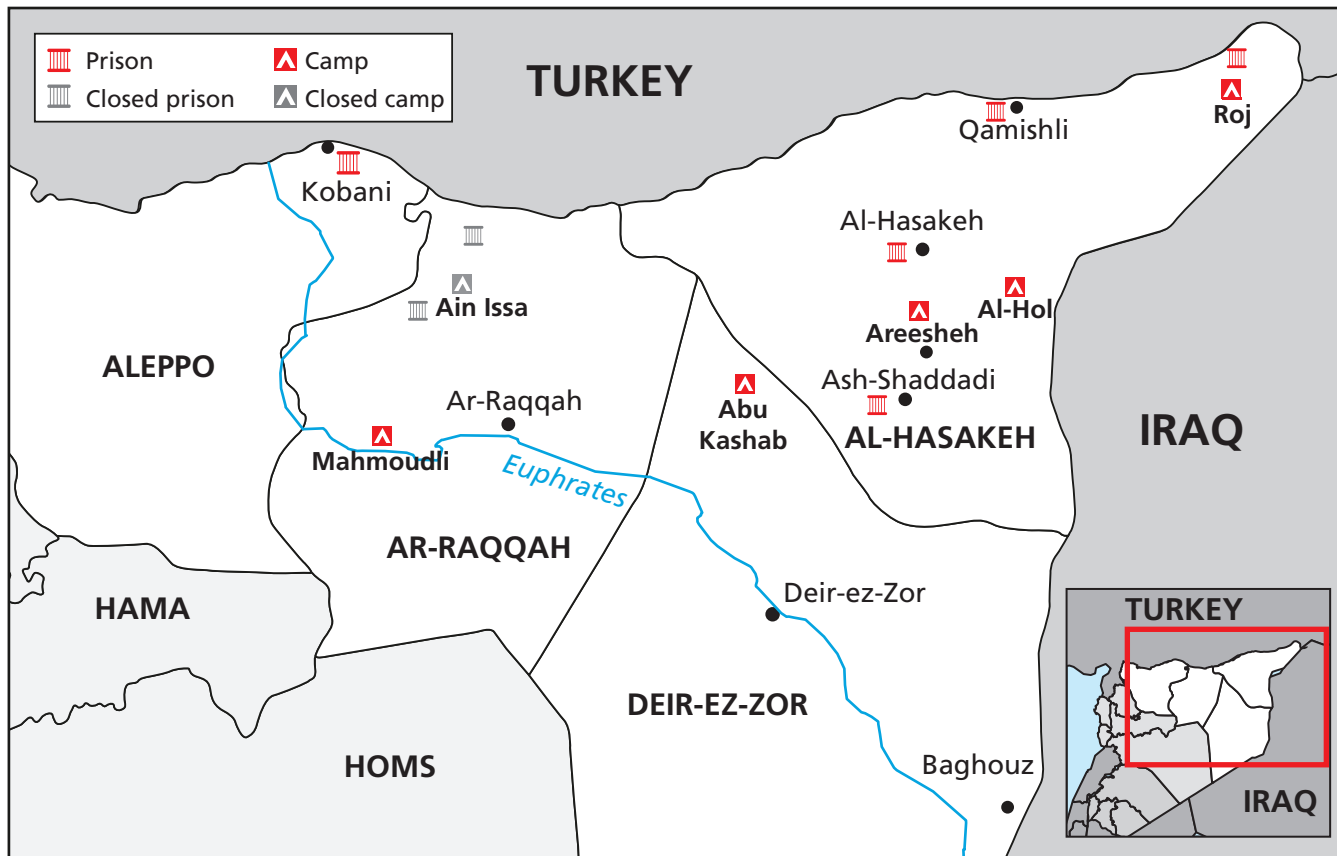 Prison
Camp
Closed prison
Closed camp
TURKEY
Roj
Qamishli
Kobani
Al-Hasakeh
Ain Issa
Al-Hol
Areesheh
ALEPPO
Ash-Shaddadi
Ar-Raqqah
Abu
Kashab
AL-HASAKEH
IRAQ
Mahmoudli
Euphrates
AR-RAQQAH
HAMA
Deir-ez-Zor
DEIR-EZ-ZOR
HOMS
Baghouz
TURKEY
IRAQ